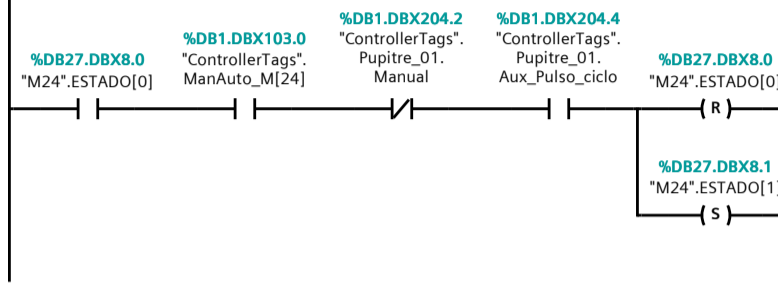 %DB27.DBX8.0
"M24".ESTADO[0]
%DB1.DBX103.0
"ControllerTags".
ManAuto_M[24]
%DB1.DBX204.2
"ControllerTags".
Pupitre_01.
Manual
%DB1.DBX204.4
"ControllerTags".
Pupitre_01.
Aux_Pulso_ciclo
%DB27.DBX8.0
"M24".ESTADO[0]
R
%DB27.DBX8.1
"M24".ESTADO[1]
S